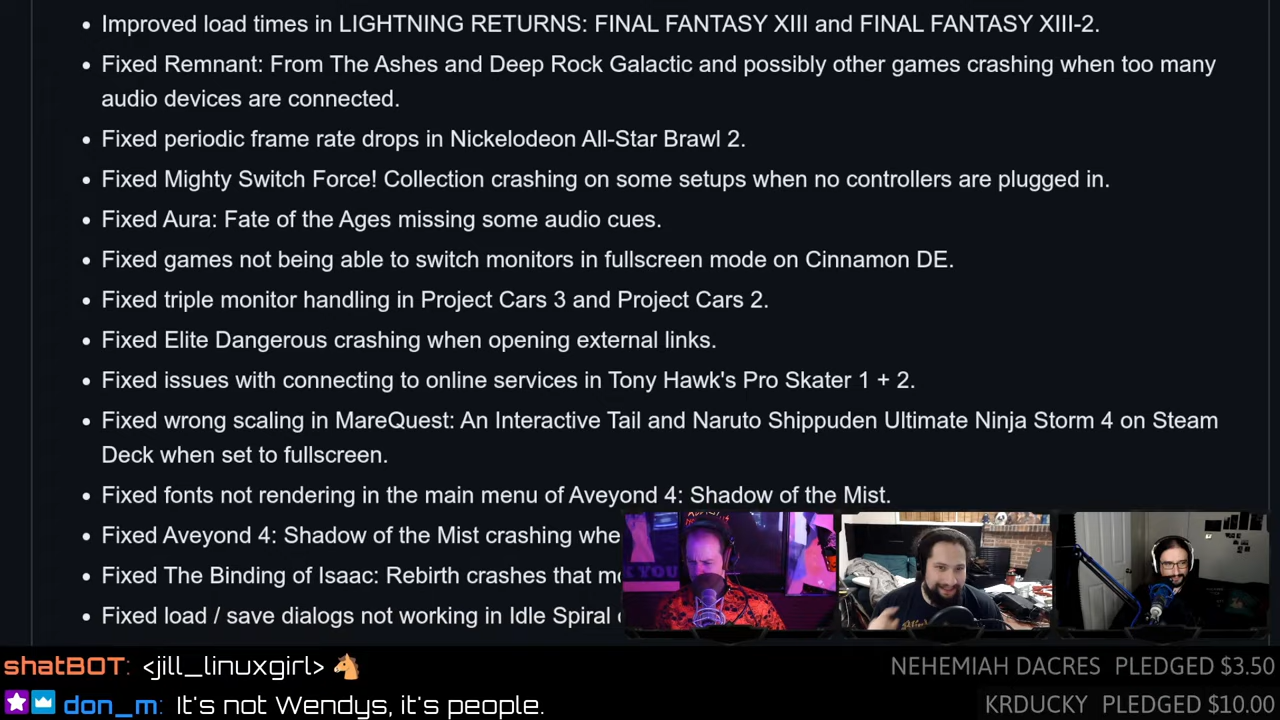 • Improved load times in LIGHTNING RETURNS: FINAL FANTASY XIII and FINAL FANTASY XIII-2.
• Fixed Remnant: From The Ashes and Deep Rock Galactic and possibly other games crashing when too many
audio devices are connected.
• Fixed periodic frame rate drops in Nickelodeon All-Star Brawl 2.
• Fixed Mighty Switch Force! Collection crashing on some setups when no controllers are plugged in.
• Fixed Aura: Fate of the Ages missing some audio cues.
• Fixed games not being able to switch monitors in fullscreen mode on Cinnamon DE.
• Fixed triple monitor handling in Project Cars 3 and Project Cars 2.
• Fixed Elite Dangerous crashing when opening external links.
• Fixed issues with connecting to online services in Tony Hawk's Pro Skater 1 + 2.
• Fixed wrong scaling in MareQuest: An Interactive Tail and Naruto Shippuden Ultimate Ninja Storm 4 on Steam
Deck when set to fullscreen.
• Fixed fonts not rendering in the main menu of Aveyond 4: Shadow of the Mist.
• Fixed Aveyond 4: Shadow of the Mist crashing whe
• Fixed The Binding of Isaac: Rebirth crashes that
• Fixed load / save dialogs not working in Idle Spiral
YOU
shatBOT: <jill_linuxgirl> 🐴
NEHEMIAH DACRES PLEDGED $3.50
don_m: It's not Wendys, it's people.
KRDUCKY PLEDGED $10.00